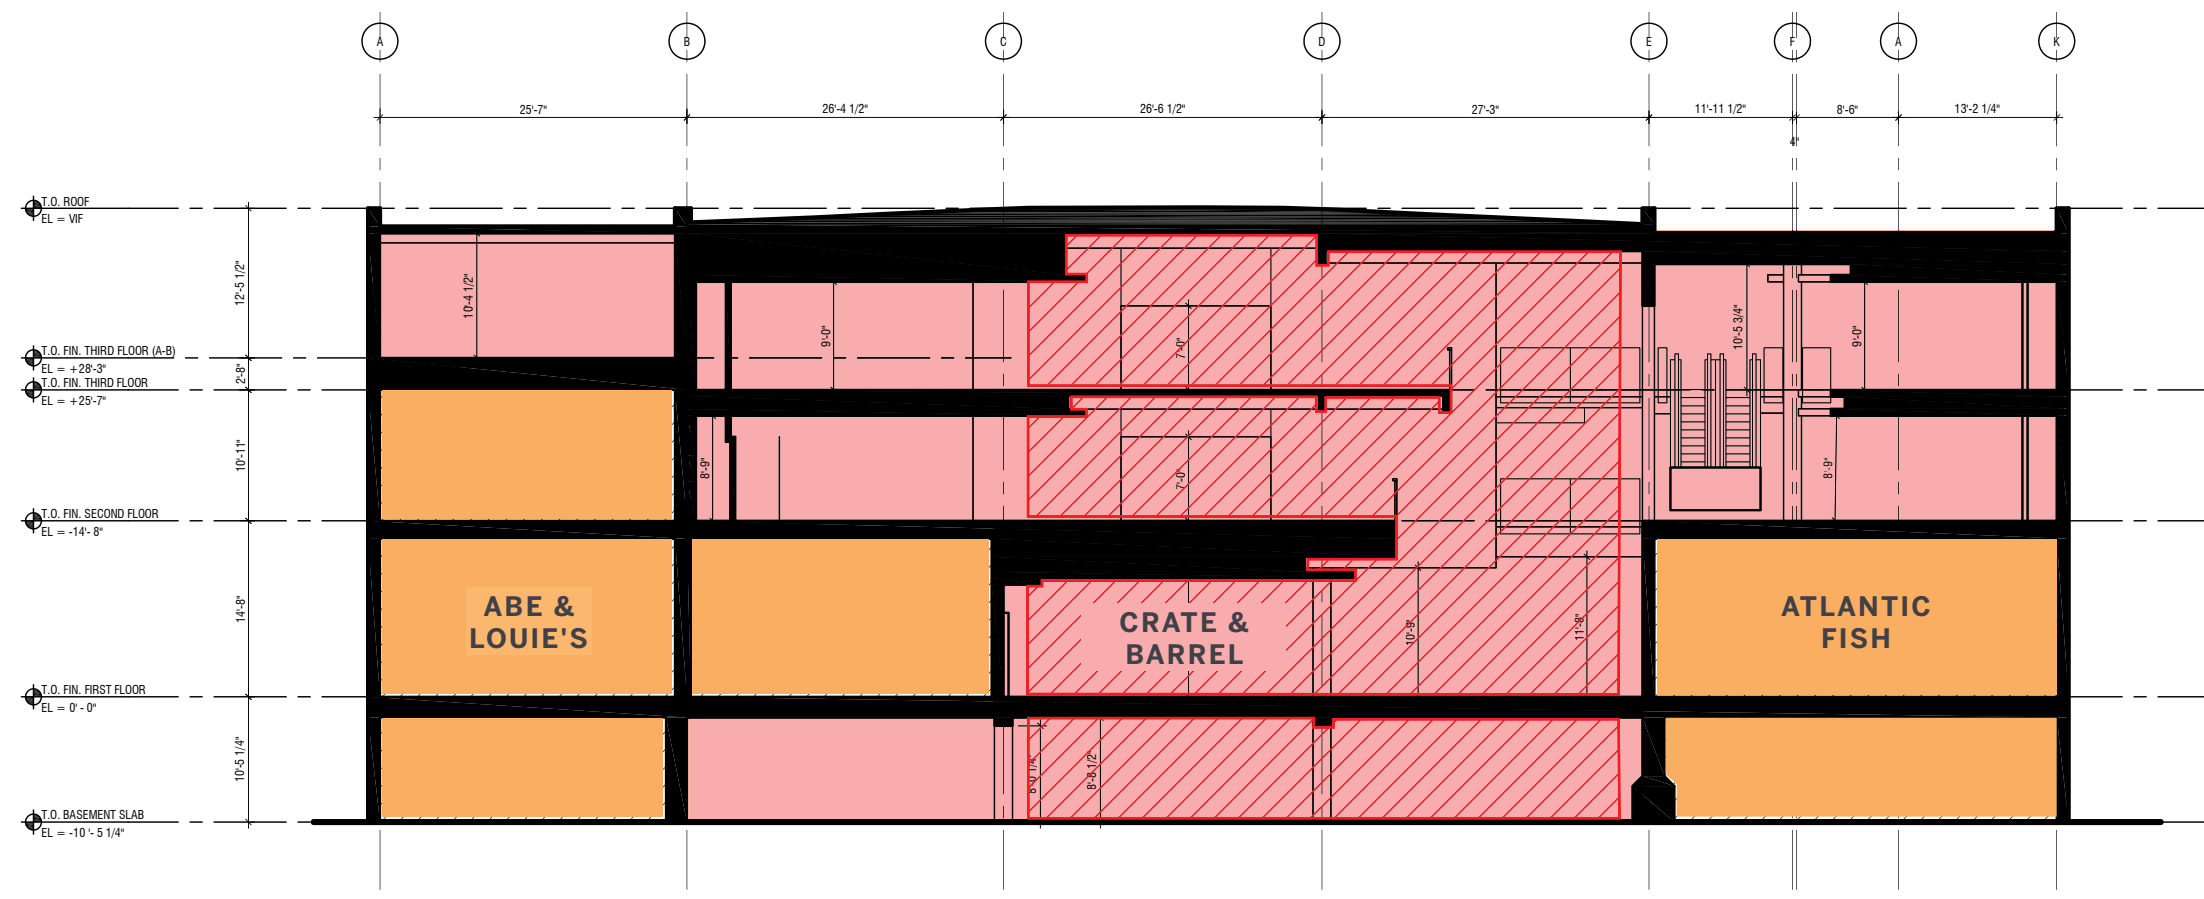 A B C D E F A K
25'-7" 26'-4 1/2" 26'-6 1/2" 27'-3" 11'-11 1/2" 8'-6" 13'-2 1/4"
4"
T.O. ROOF
EL = VIF
12'-5 1/2"
10'-4 1/2"
9'-0"
7'-0"
10'-5 3/4"
9'-0"
T.O. FIN. THIRD FLOOR (A-B)
EL = +28'-3"
2'-8"
T.O. FIN. THIRD FLOOR
EL = +25'-7"
10'-11"
8'-9"
7'-0"
8'-9"
T.O. FIN. SECOND FLOOR
EL = -14'- 8"
14'-8"
ABE &
LOUIE'S
CRATE &
BARREL
10'-9"
11'-8"
ATLANTIC
FISH
T.O. FIN. FIRST FLOOR
EL = 0' - 0"
10'-5 1/4"
8'-0 1/4"
8'-8 1/2"
T.O. BASEMENT SLAB
EL = -10 '- 5 1/4"